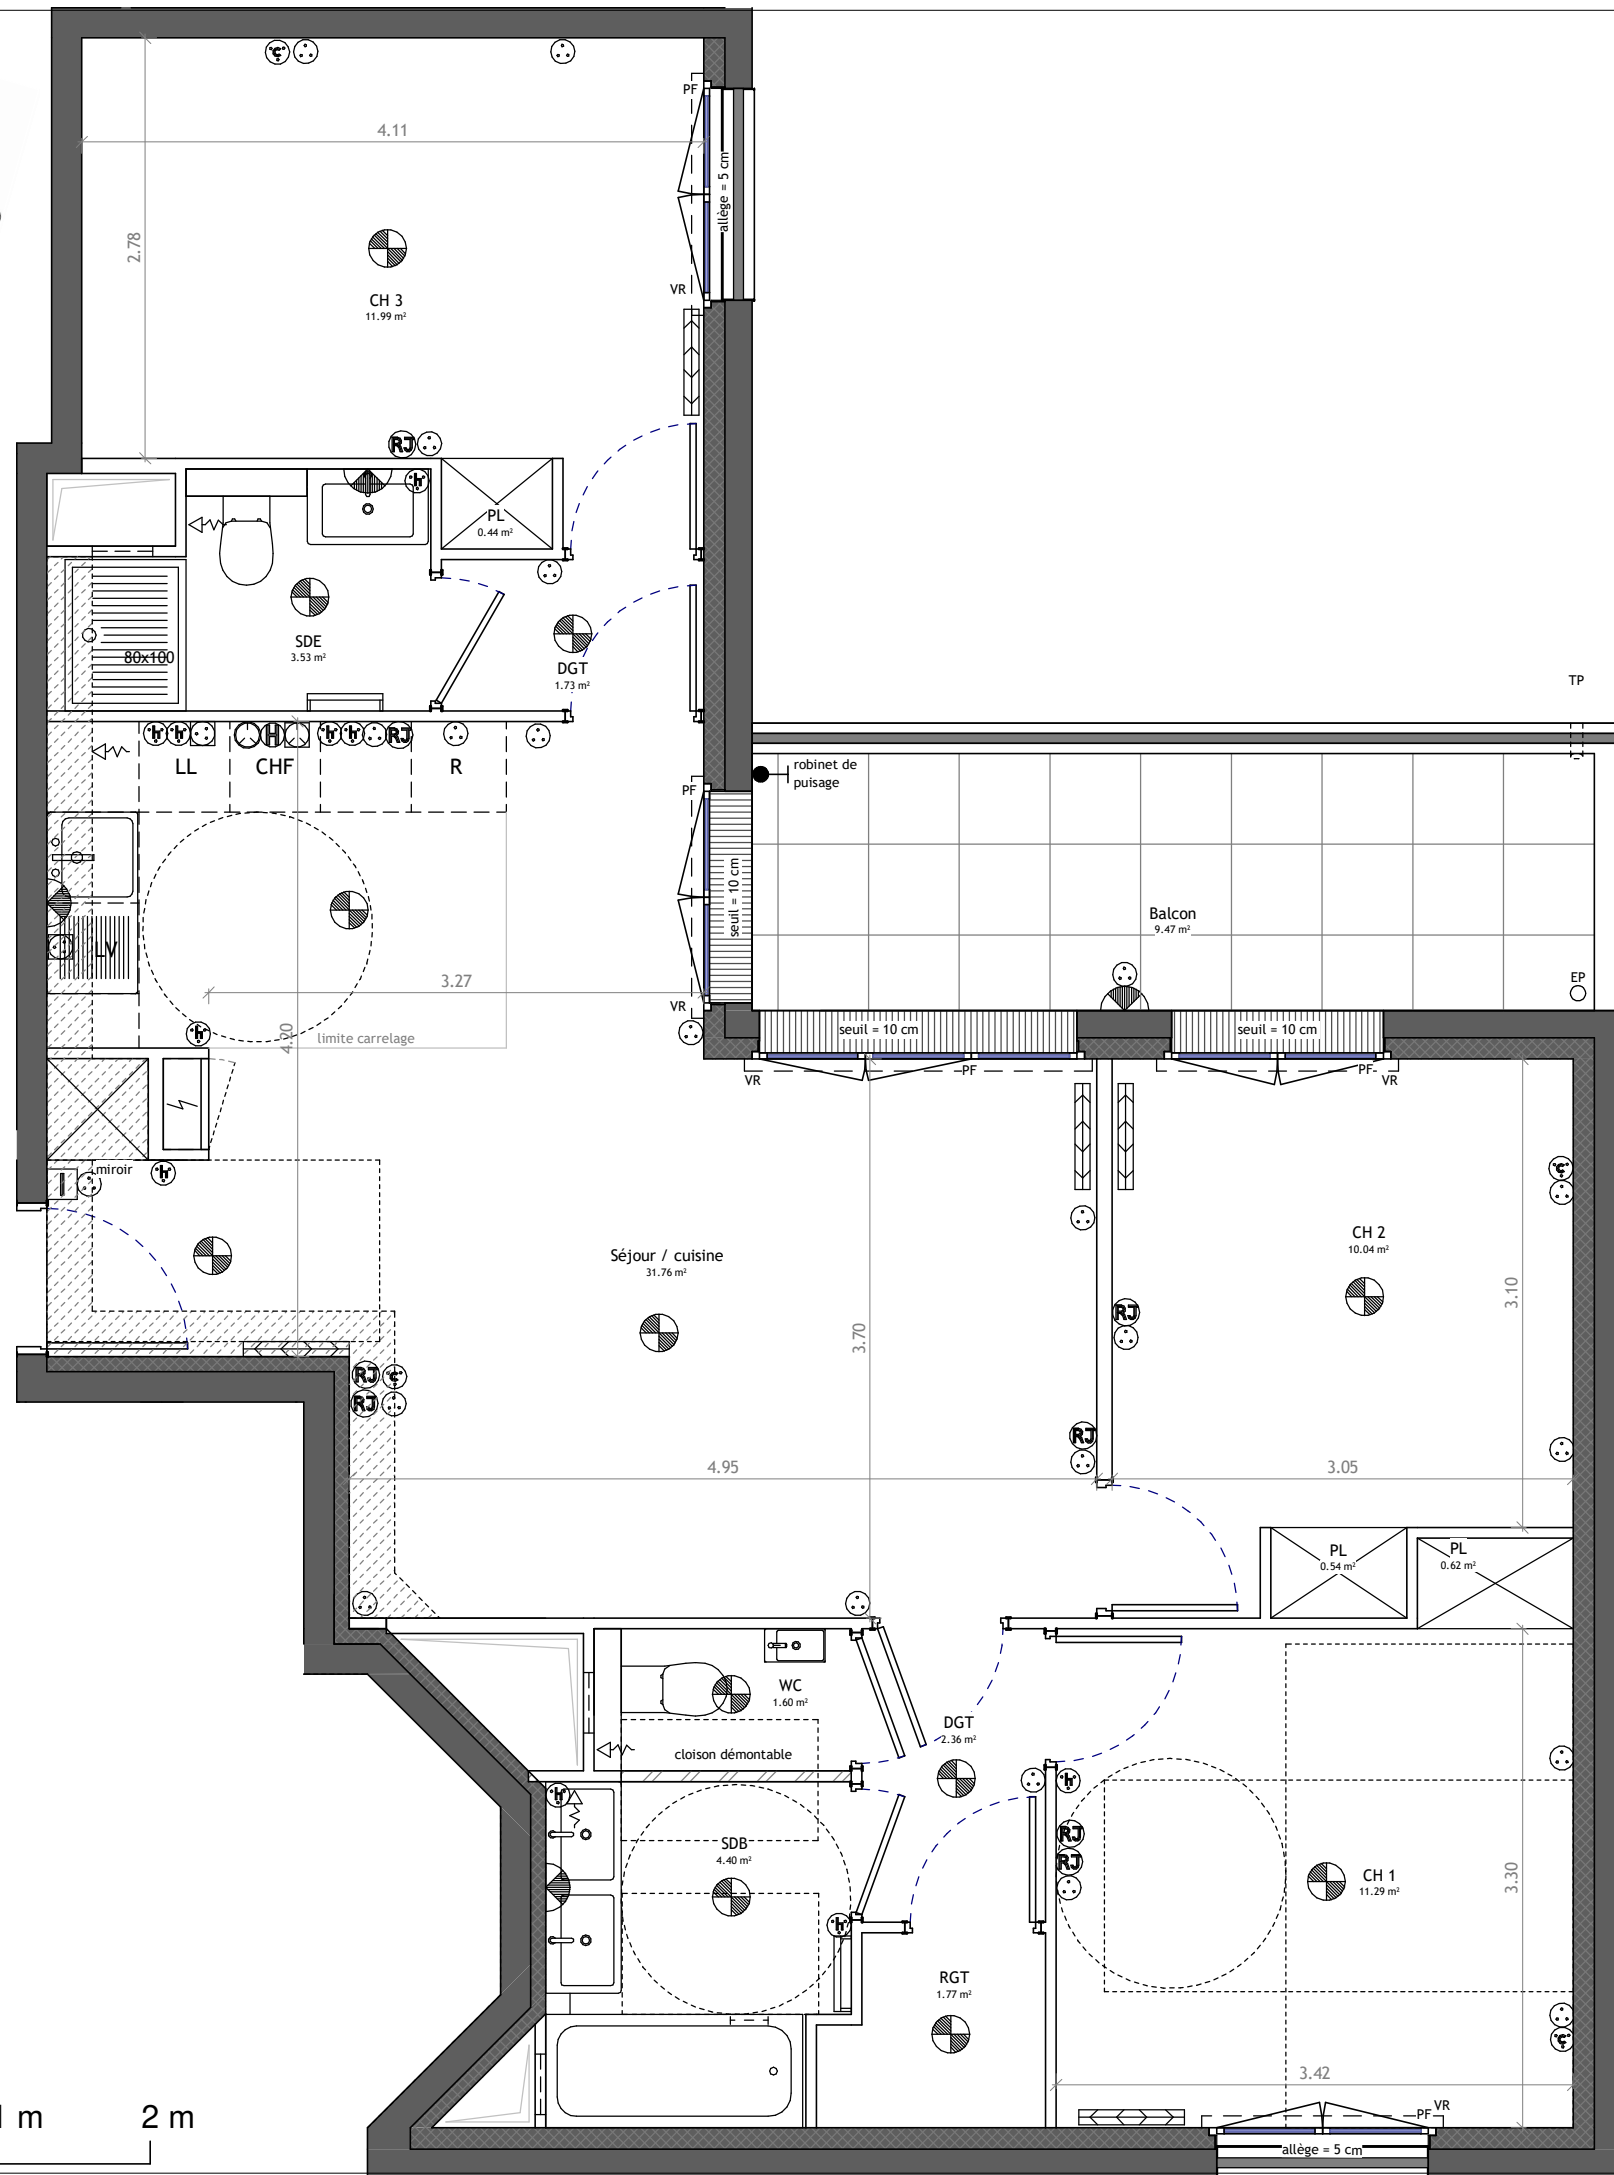 PF
4.11
allège = 5 cm
2.78
CH 3
11.99 m²
VR
RJ
h
PL
0.44 m²
SDE
3.53 m²
80x100
DGT
1.73 m²
TP
h
h
H
h
h
RJ
LL
CHF
R
robinet de
puisage
PF
seuil = 10 cm
Balcon
9.47 m²
LV
3.27
EP
VR
h
4.20
limite carrelage
seuil = 10 cm
seuil = 10 cm
VR
PF
PF
VR
miroir
h
CH 2
10.04 m²
Séjour / cuisine
31.76 m²
3.10
RJ
3.70
RJ
RJ
RJ
4.95
3.05
PL
0.54 m²
PL
0.62 m²
WC
1.60 m²
DGT
2.36 m²
cloison démontable
h
h
RJ
RJ
SDB
4.40 m²
CH 1
11.29 m²
3.30
h
RGT
1.77 m²
3.42
VR
PF
allège = 5 cm
1 m
2 m